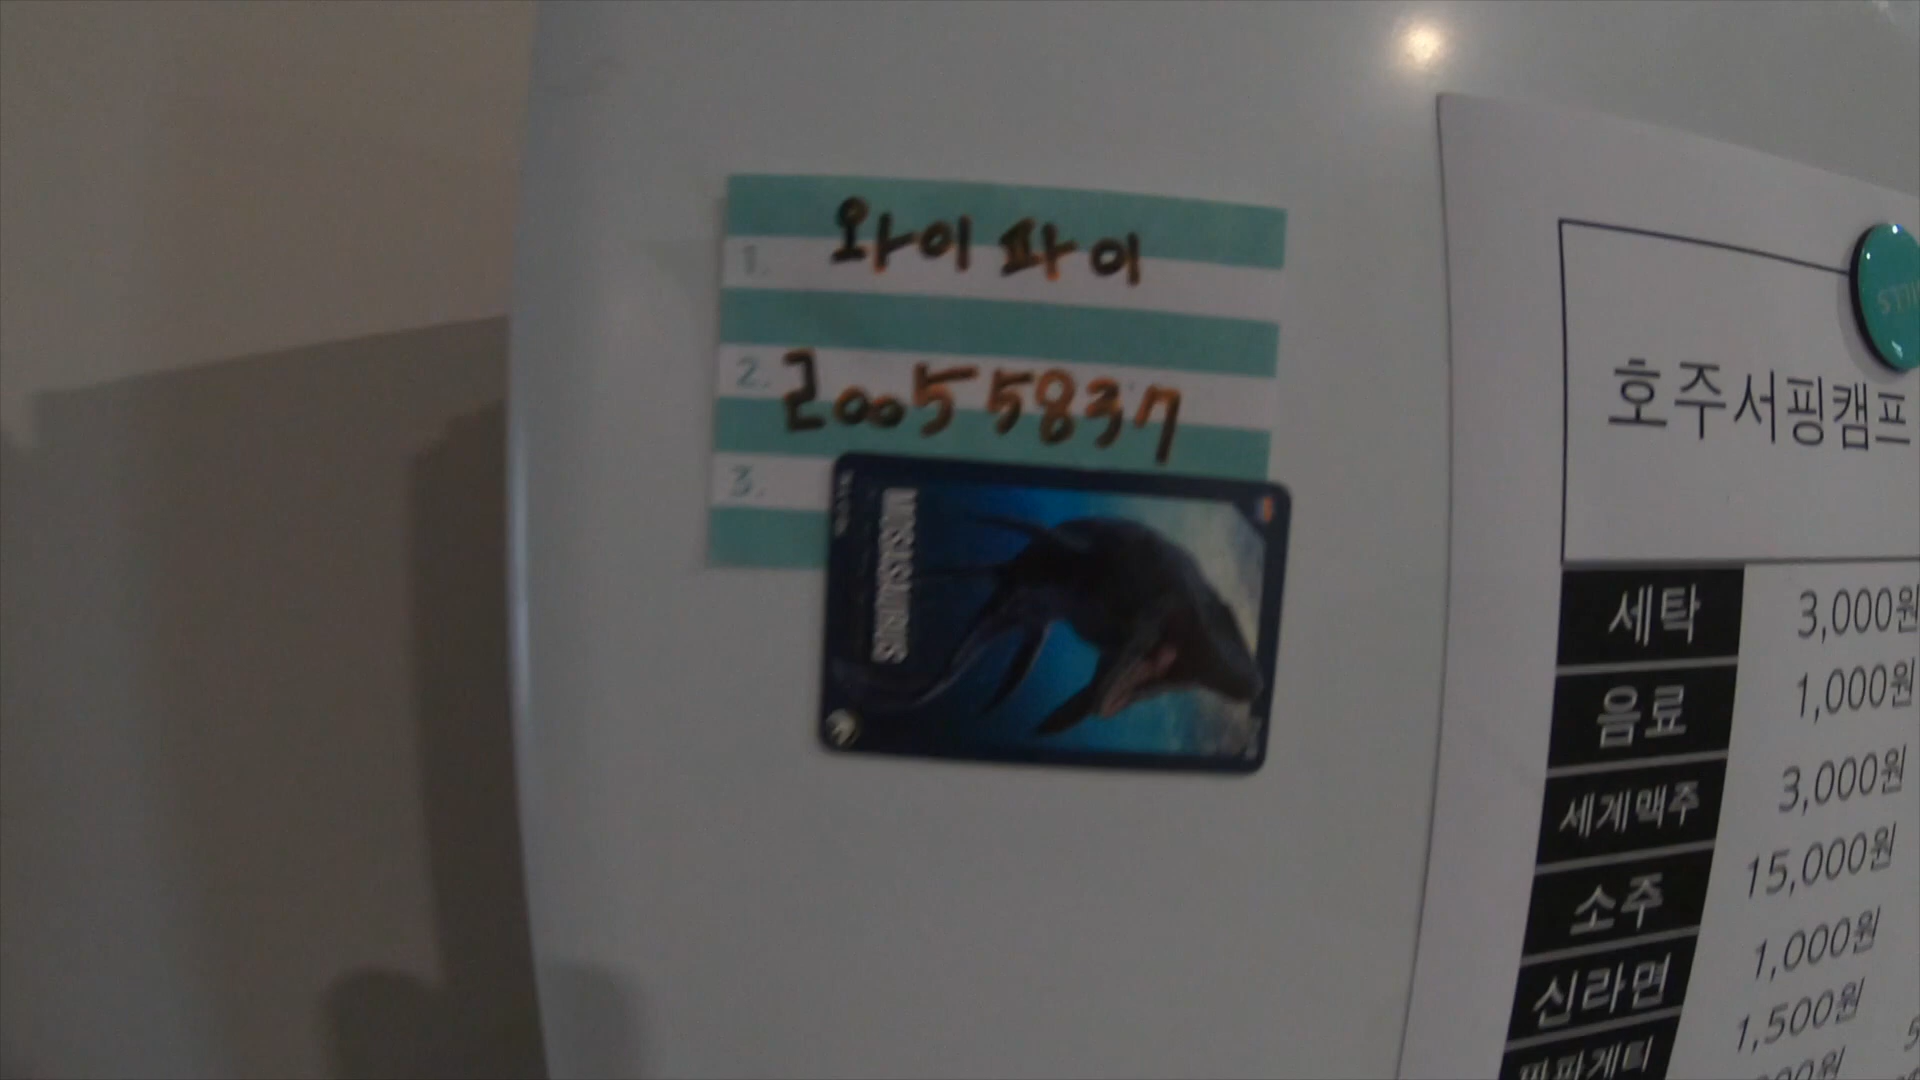 1. 와이파이
2. 20055837
3.
MOSASAURUS
호주서핑캠프
세탁 3,000원
음료 1,000원
세계맥주 3,000원
소주 15,000원
신라면 1,000원
1,500원